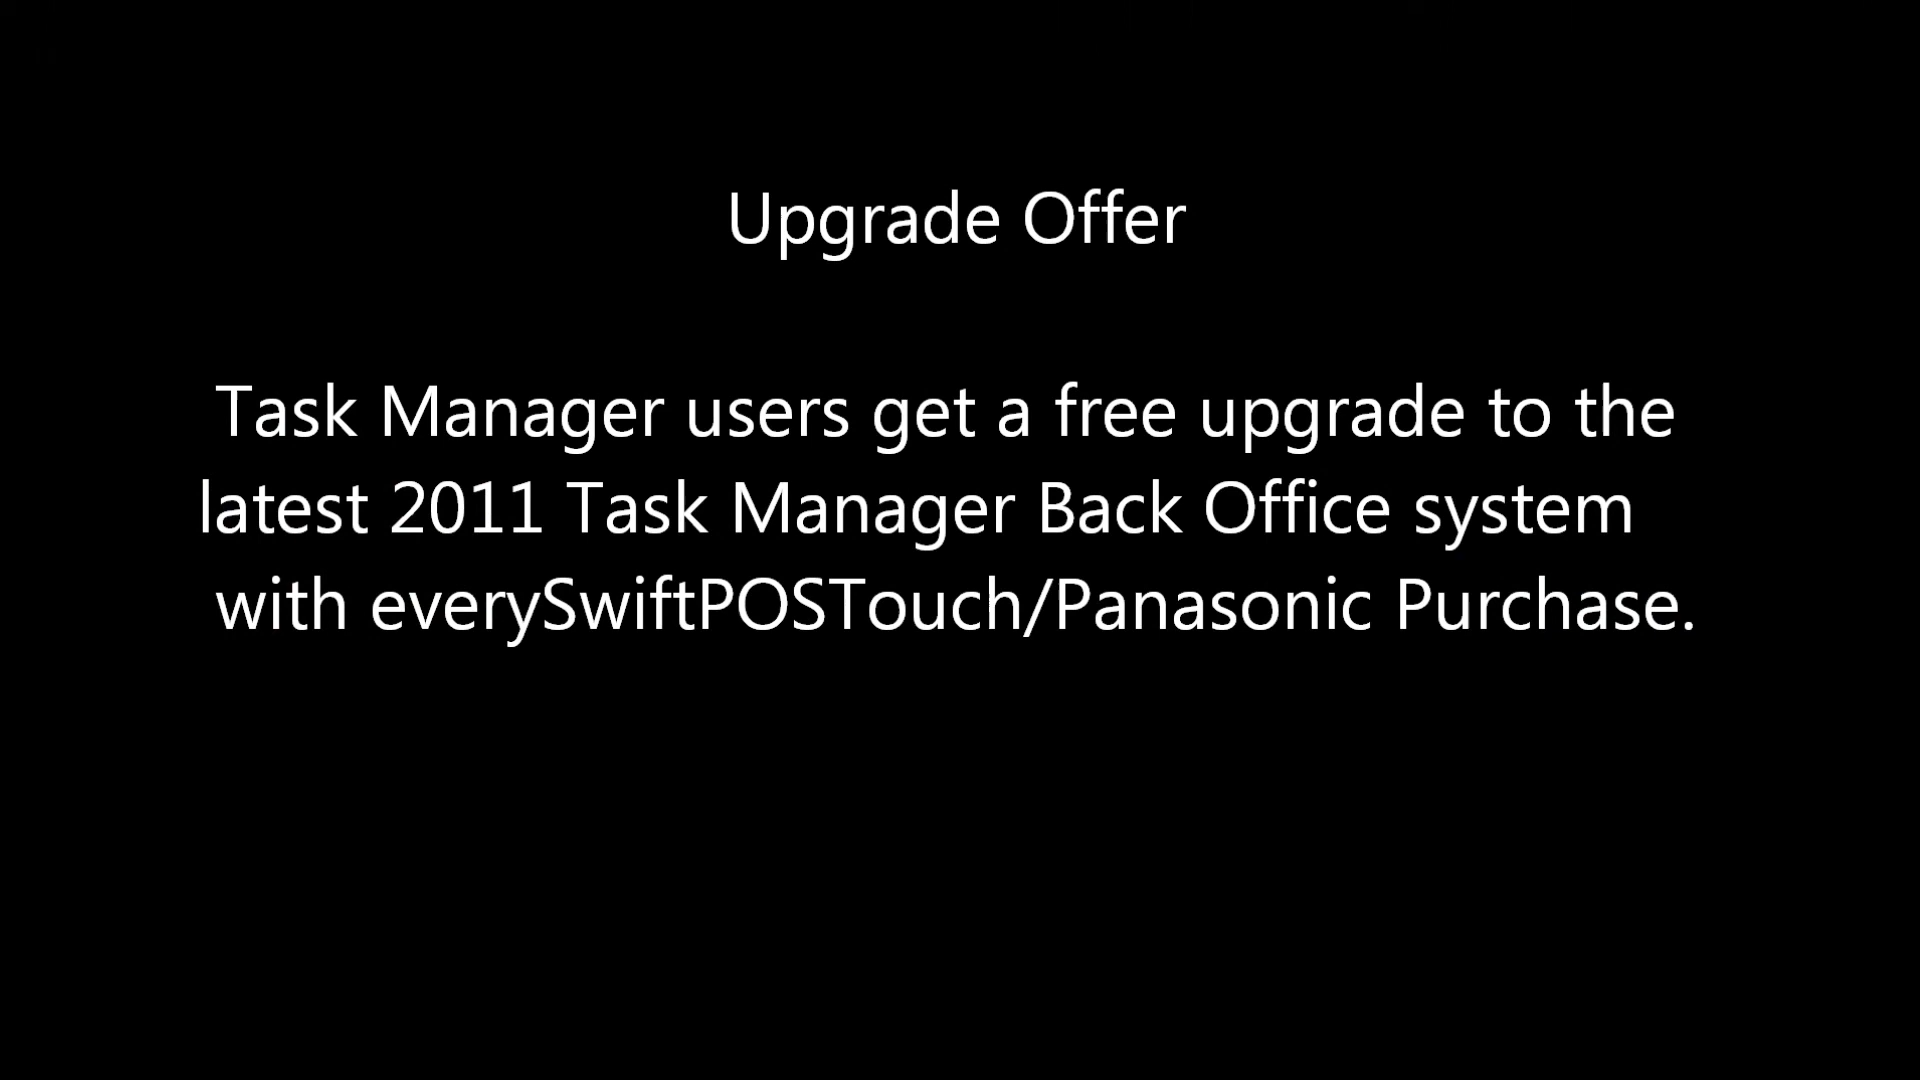 Upgrade Offer
Task Manager users get a free upgrade to the
latest 2011 Task Manager Back Office system
with everySwiftPOSTouch/Panasonic Purchase.